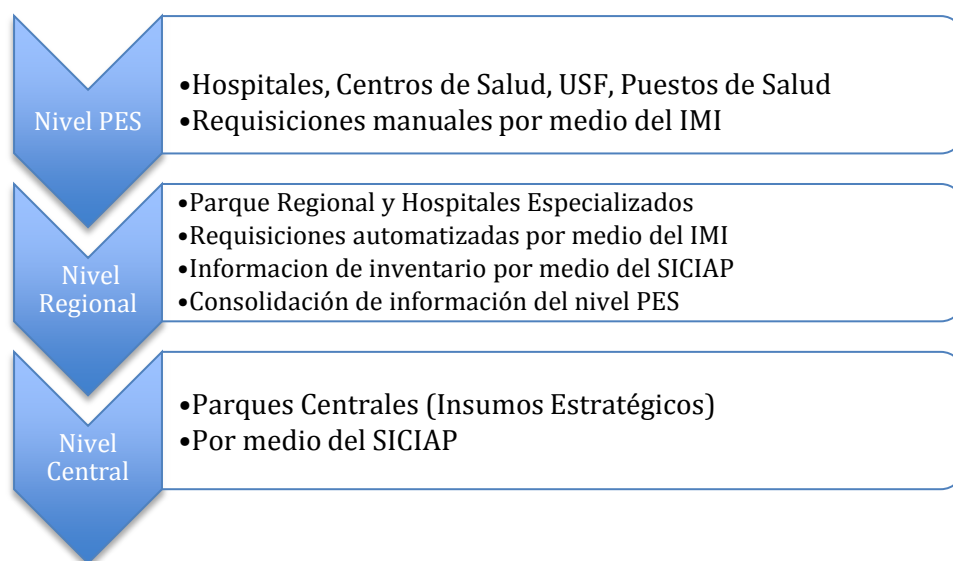 Nivel PES
•Hospitales, Centros de Salud, USF, Puestos de Salud
•Requisiciones manuales por medio del IMI
Nivel
Regional
•Parque Regional y Hospitales Especializados
•Requisiciones automatizadas por medio del IMI
•Informacion de inventario por medio del SICIAP
•Consolidación de información del nivel PES
Nivel
Central
•Parques Centrales (Insumos Estratégicos)
•Por medio del SICIAP